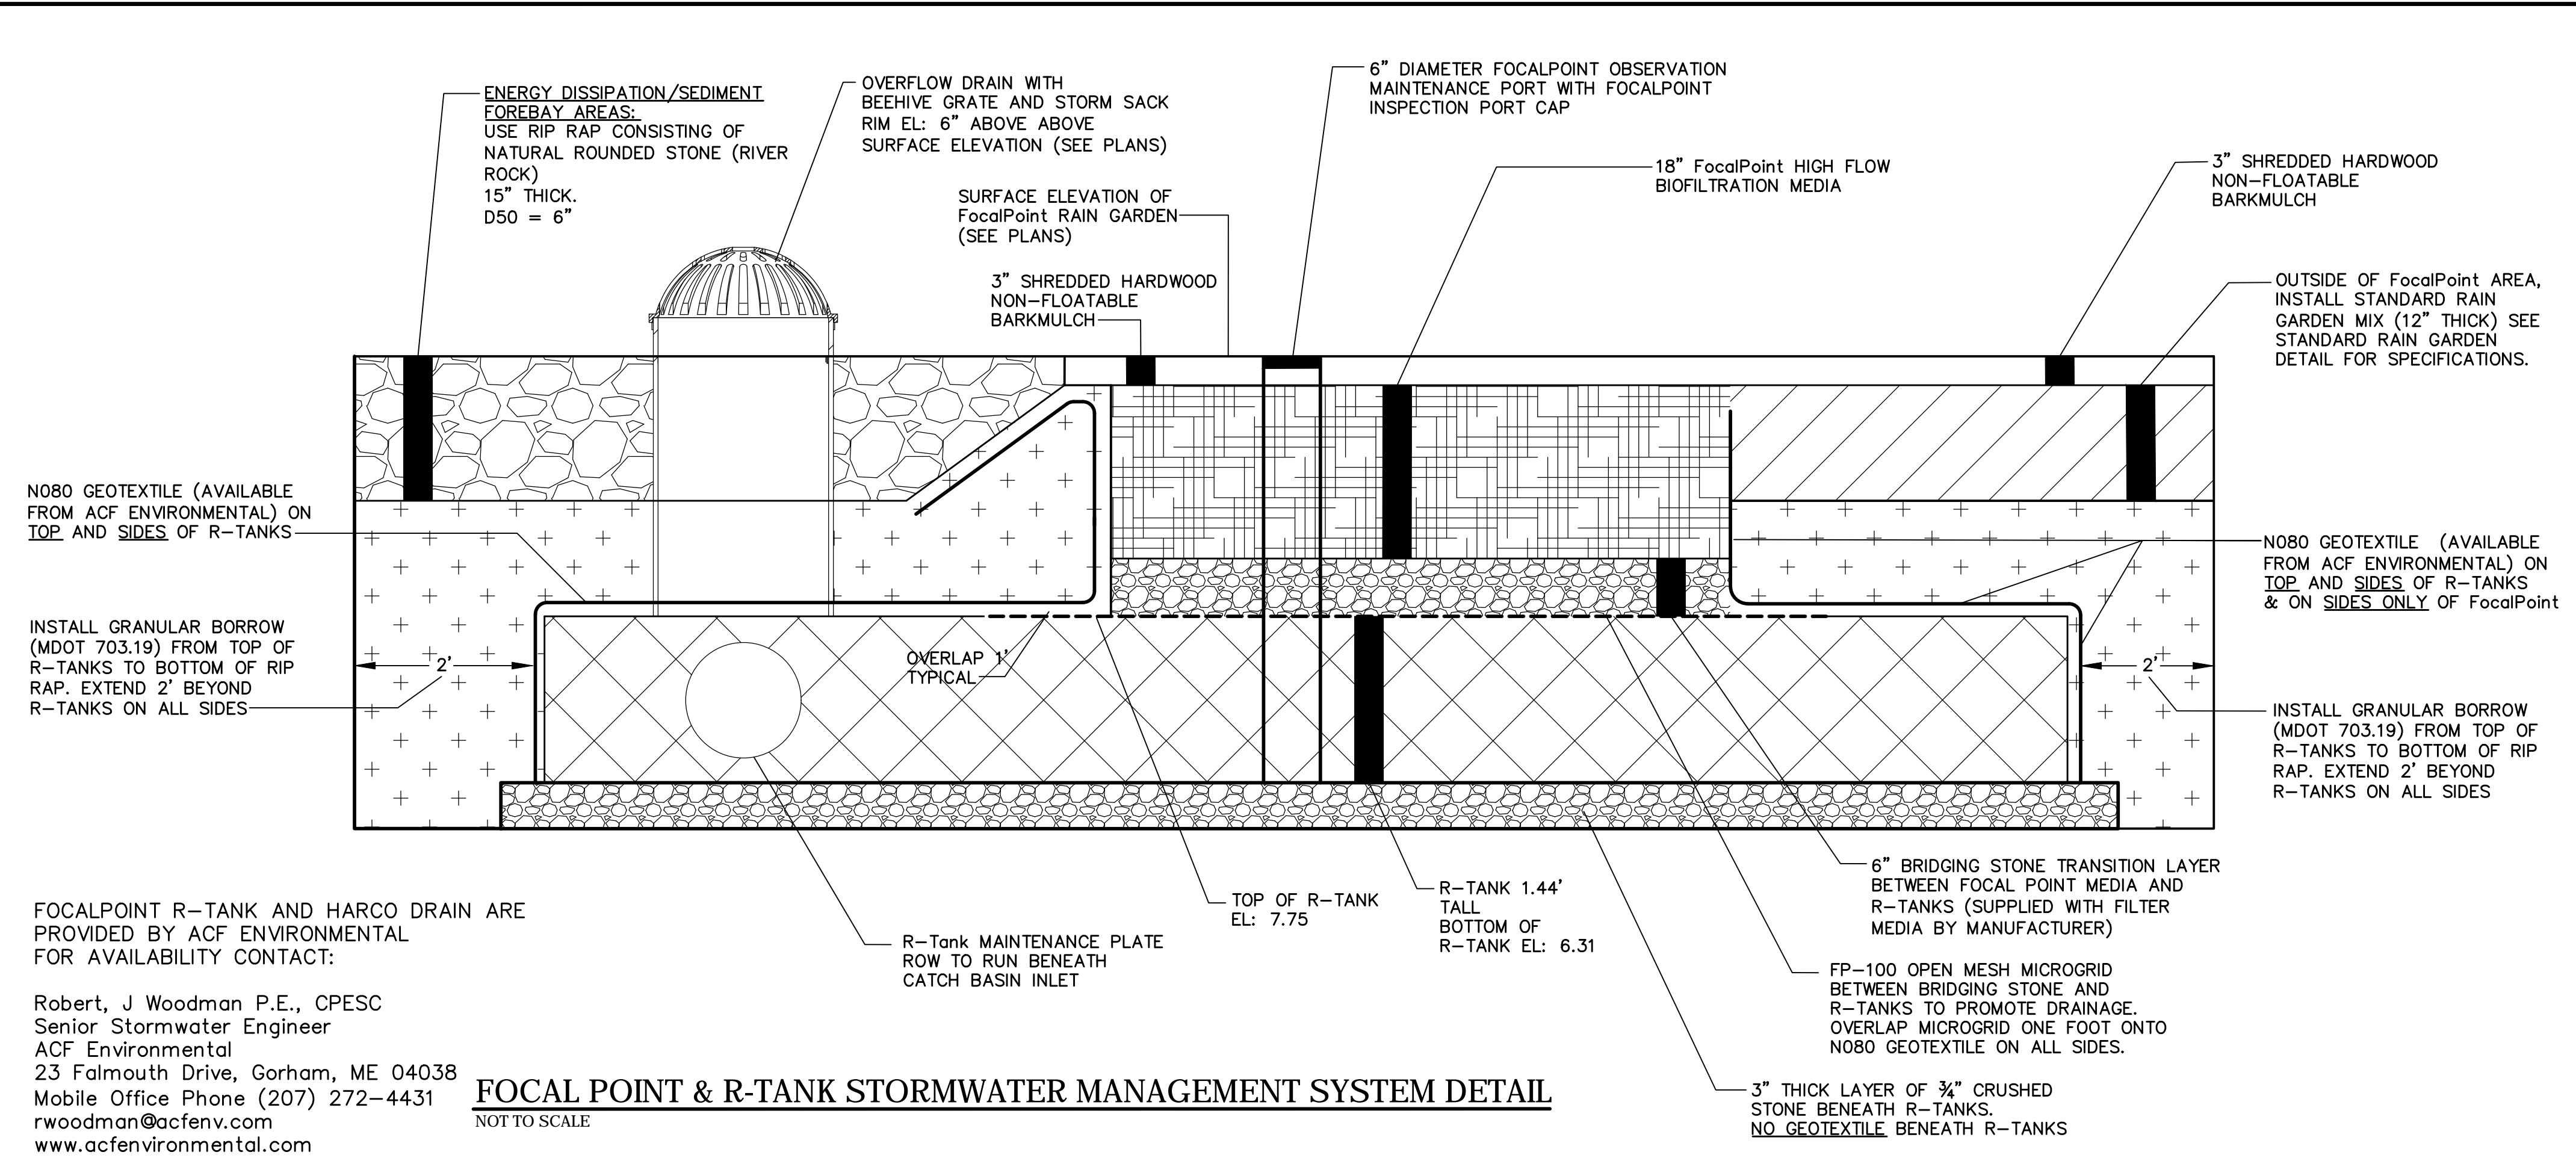 ENERGY DISSIPATION/SEDIMENT
FOREBAY AREAS:
USE RIP RAP CONSISTING OF
NATURAL ROUNDED STONE (RIVER
ROCK)
15" THICK.
D50 = 6"
OVERFLOW DRAIN WITH
BEEHIVE GRATE AND STORM SACK
RIM EL: 6" ABOVE ABOVE
SURFACE ELEVATION (SEE PLANS)
SURFACE ELEVATION OF
FocalPoint RAIN GARDEN
(SEE PLANS)
3" SHREDDED HARDWOOD
NON-FLOATABLE
BARKMULCH
6" DIAMETER FOCALPOINT OBSERVATION
MAINTENANCE PORT WITH FOCALPOINT
INSPECTION PORT CAP
18" FocalPoint HIGH FLOW
BIOFILTRATION MEDIA
3" SHREDDED HARDWOOD
NON-FLOATABLE
BARKMULCH
OUTSIDE OF FocalPoint AREA,
INSTALL STANDARD RAIN
GARDEN MIX (12" THICK) SEE
STANDARD RAIN GARDEN
DETAIL FOR SPECIFICATIONS.
N080 GEOTEXTILE (AVAILABLE
FROM ACF ENVIRONMENTAL) ON
TOP AND SIDES OF R-TANKS
INSTALL GRANULAR BORROW
(MDOT 703.19) FROM TOP OF
R-TANKS TO BOTTOM OF RIP
RAP. EXTEND 2' BEYOND
R-TANKS ON ALL SIDES
2'
OVERLAP 1'
TYPICAL
2'
N080 GEOTEXTILE (AVAILABLE
FROM ACF ENVIRONMENTAL) ON
TOP AND SIDES OF R-TANKS
& ON SIDES ONLY OF FocalPoint
INSTALL GRANULAR BORROW
(MDOT 703.19) FROM TOP OF
R-TANKS TO BOTTOM OF RIP
RAP. EXTEND 2' BEYOND
R-TANKS ON ALL SIDES
R-Tank MAINTENANCE PLATE
ROW TO RUN BENEATH
CATCH BASIN INLET
TOP OF R-TANK
EL: 7.75
R-TANK 1.44'
TALL
BOTTOM OF
R-TANK EL: 6.31
6" BRIDGING STONE TRANSITION LAYER
BETWEEN FOCAL POINT MEDIA AND
R-TANKS (SUPPLIED WITH FILTER
MEDIA BY MANUFACTURER)
FP-100 OPEN MESH MICROGRID
BETWEEN BRIDGING STONE AND
R-TANKS TO PROMOTE DRAINAGE.
OVERLAP MICROGRID ONE FOOT ONTO
N080 GEOTEXTILE ON ALL SIDES.
3" THICK LAYER OF ¾" CRUSHED
STONE BENEATH R-TANKS.
NO GEOTEXTILE BENEATH R-TANKS
FOCALPOINT R-TANK AND HARCO DRAIN ARE
PROVIDED BY ACF ENVIRONMENTAL
FOR AVAILABILITY CONTACT:
Robert, J Woodman P.E., CPESC
Senior Stormwater Engineer
ACF Environmental
23 Falmouth Drive, Gorham, ME 04038
Mobile Office Phone (207) 272-4431
rwoodman@acfenv.com
www.acfenvironmental.com
FOCAL POINT & R-TANK STORMWATER MANAGEMENT SYSTEM DETAIL
NOT TO SCALE